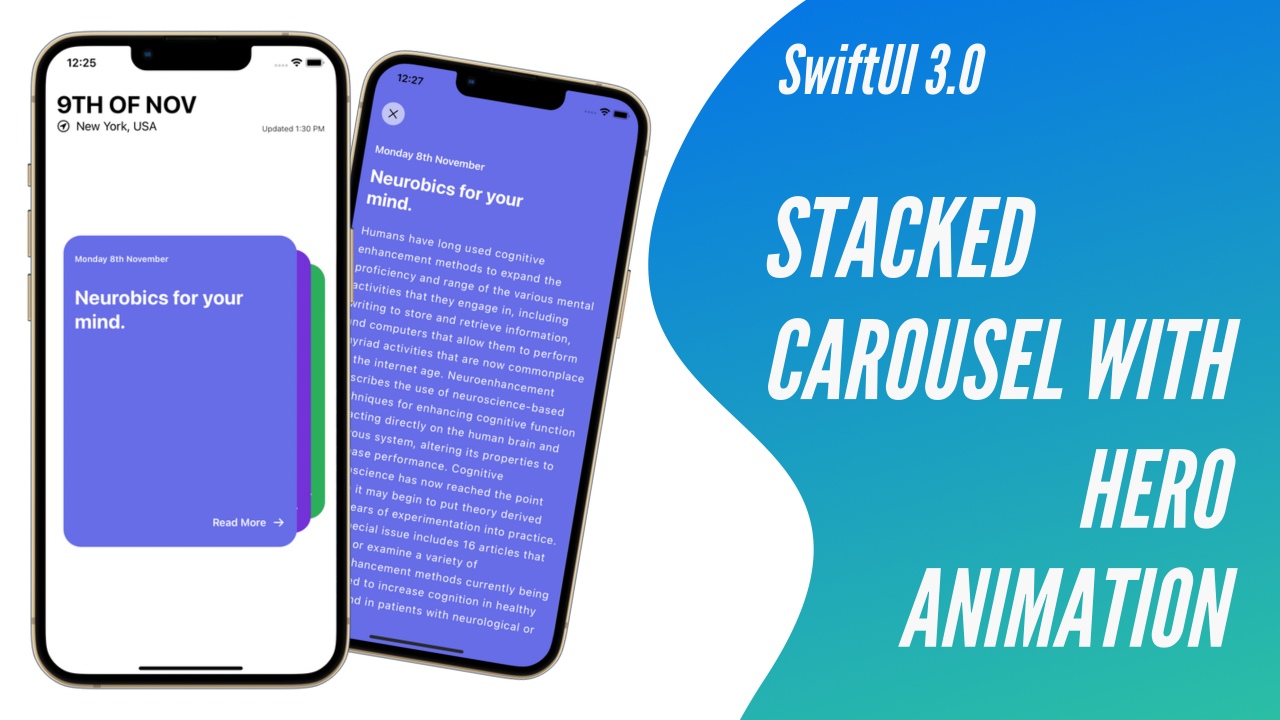 12:25
9TH OF NOV
New York, USA
Updated 1:30 PM
Monday 8th November
Neurobics for your
mind.
Read More
12:27
Monday 8th November
Neurobics for your
mind.
Humans have long used cognitive
enhancement methods to expand the
proficiency and range of the various mental
activities that they engage in, including
writing to store and retrieve information,
and computers that allow them to perform
myriad activities that are now commonplace
the internet age. Neuroenhancement
scribes the use of neuroscience-based
chniques for enhancing cognitive function
acting directly on the human brain and
rous system, altering its properties to
ease performance. Cognitive
science has now reached the point
it may begin to put theory derived
ears of experimentation into practice.
pecial issue includes 16 articles that
or examine a variety of
hancement methods currently being
ed to increase cognition in healthy
nd in patients with neurological or
SwiftUI 3.0
STACKED
CAROUSEL WITH
HERO
ANIMATION